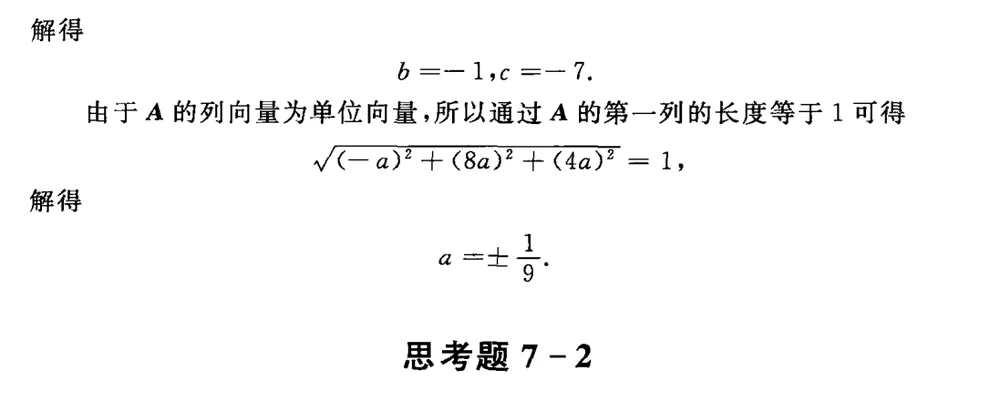 解得
b=-1,c=-7.
由于 A 的列向量为单位向量,所以通过 A 的第一列的长度等于 1 可得
√((-a)²+(8a)²+(4a)²) = 1,
解得
a=±1/9.
思考题 7-2